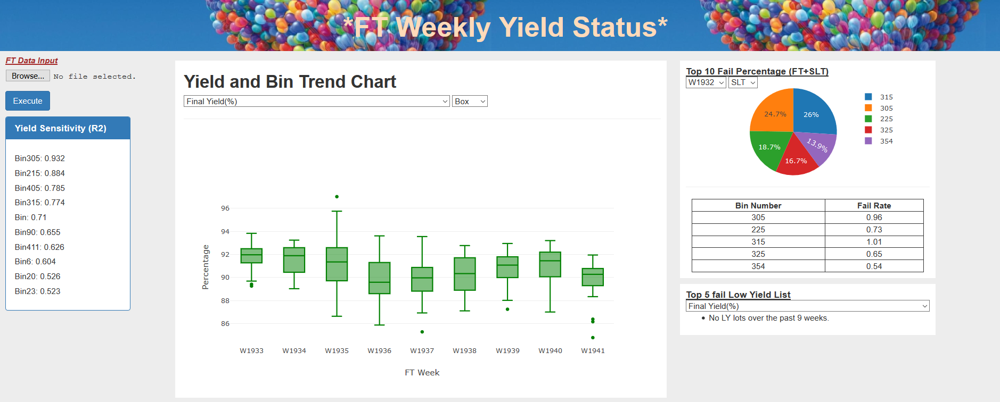 *FT Weekly Yield Status*
FT Data Input
Browse... No file selected.
Execute
Yield Sensitivity (R2)
Bin305: 0.932
Bin215: 0.884
Bin405: 0.785
Bin315: 0.774
Bin: 0.71
Bin90: 0.655
Bin411: 0.626
Bin6: 0.604
Bin20: 0.526
Bin23: 0.523
Yield and Bin Trend Chart
Final Yield(%) Box
96
94
92
90
88
86
Percentage
W1933 W1934 W1935 W1936 W1937 W1938 W1939 W1940 W1941
FT Week
Top 10 Fail Percentage (FT+SLT)
W1932 SLT
24.7% 26%
18.7% 13.9%
16.7%
315
305
225
325
354
Bin Number Fail Rate
305 0.96
225 0.73
315 1.01
325 0.65
354 0.54
Top 5 fail Low Yield List
Final Yield(%)
• No LY lots over the past 9 weeks.